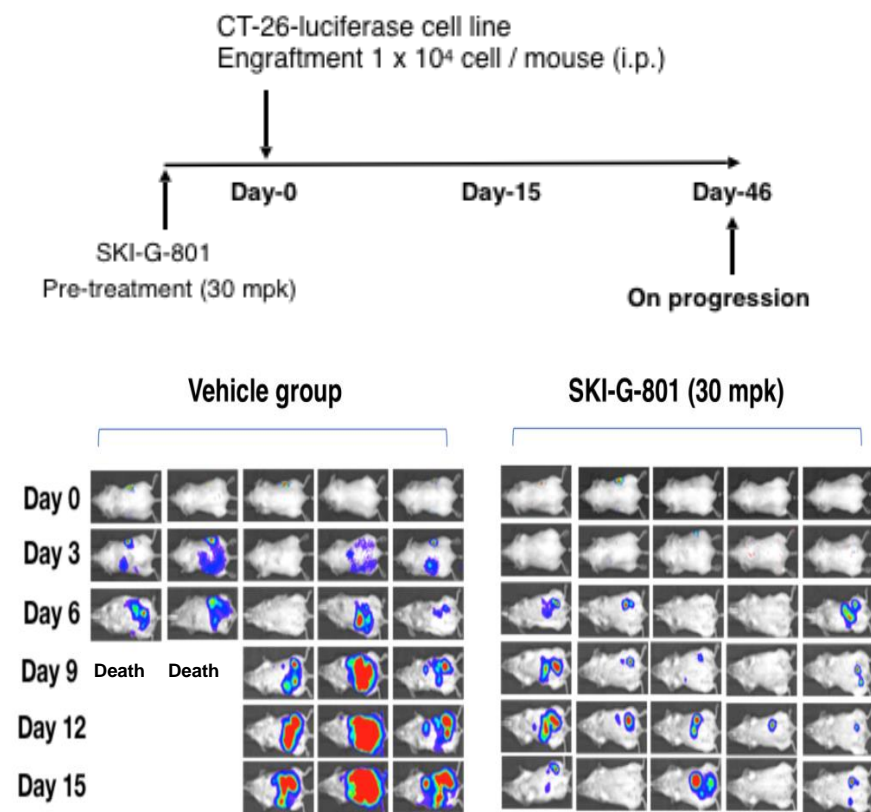 CT-26-luciferase cell line
Engraftment 1 x 10⁴ cell / mouse (i.p.)
Day-0 Day-15 Day-46
SKI-G-801
Pre-treatment (30 mpk)
On progression
Vehicle group SKI-G-801 (30 mpk)
Day 0
Day 3
Day 6
Day 9 Death Death
Day 12
Day 15